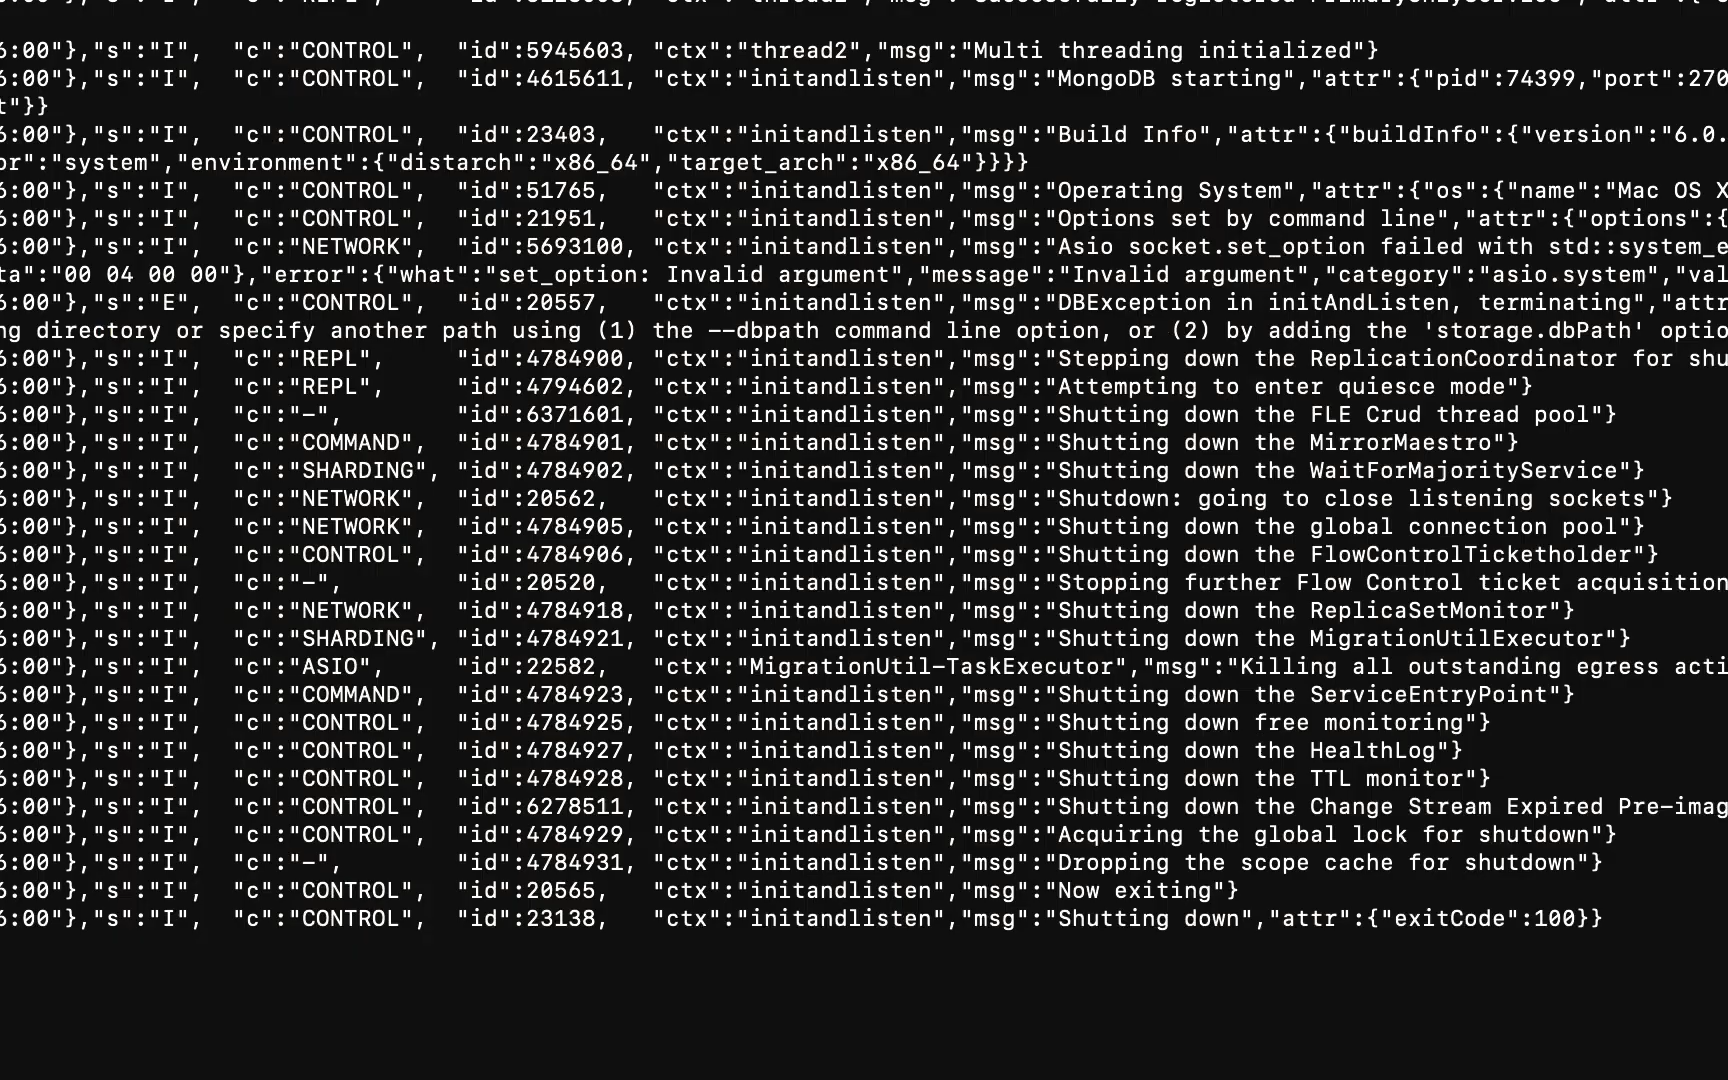 6:00"},"s":"I",  "c":"CONTROL",  "id":5945603, "ctx":"thread2","msg":"Multi threading initialized"}
6:00"},"s":"I",  "c":"CONTROL",  "id":4615611, "ctx":"initandlisten","msg":"MongoDB starting","attr":{"pid":74399,"port":270
t"}}
6:00"},"s":"I",  "c":"CONTROL",  "id":23403,   "ctx":"initandlisten","msg":"Build Info","attr":{"buildInfo":{"version":"6.0.
or":"system","environment":{"distarch":"x86_64","target_arch":"x86_64"}}}}
6:00"},"s":"I",  "c":"CONTROL",  "id":51765,   "ctx":"initandlisten","msg":"Operating System","attr":{"os":{"name":"Mac OS X
6:00"},"s":"I",  "c":"CONTROL",  "id":21951,   "ctx":"initandlisten","msg":"Options set by command line","attr":{"options":{
6:00"},"s":"I",  "c":"NETWORK",  "id":5693100, "ctx":"initandlisten","msg":"Asio socket.set_option failed with std::system_e
ta":"00 04 00 00"},"error":{"what":"set_option: Invalid argument","message":"Invalid argument","category":"asio.system","val
6:00"},"s":"E",  "c":"CONTROL",  "id":20557,   "ctx":"initandlisten","msg":"DBException in initAndListen, terminating","attr
ng directory or specify another path using (1) the --dbpath command line option, or (2) by adding the 'storage.dbPath' optio
6:00"},"s":"I",  "c":"REPL",     "id":4784900, "ctx":"initandlisten","msg":"Stepping down the ReplicationCoordinator for shu
6:00"},"s":"I",  "c":"REPL",     "id":4794602, "ctx":"initandlisten","msg":"Attempting to enter quiesce mode"}
6:00"},"s":"I",  "c":"-",        "id":6371601, "ctx":"initandlisten","msg":"Shutting down the FLE Crud thread pool"}
6:00"},"s":"I",  "c":"COMMAND",  "id":4784901, "ctx":"initandlisten","msg":"Shutting down the MirrorMaestro"}
6:00"},"s":"I",  "c":"SHARDING", "id":4784902, "ctx":"initandlisten","msg":"Shutting down the WaitForMajorityService"}
6:00"},"s":"I",  "c":"NETWORK",  "id":20562,   "ctx":"initandlisten","msg":"Shutdown: going to close listening sockets"}
6:00"},"s":"I",  "c":"NETWORK",  "id":4784905, "ctx":"initandlisten","msg":"Shutting down the global connection pool"}
6:00"},"s":"I",  "c":"CONTROL",  "id":4784906, "ctx":"initandlisten","msg":"Shutting down the FlowControlTicketholder"}
6:00"},"s":"I",  "c":"-",        "id":20520,   "ctx":"initandlisten","msg":"Stopping further Flow Control ticket acquisition
6:00"},"s":"I",  "c":"NETWORK",  "id":4784918, "ctx":"initandlisten","msg":"Shutting down the ReplicaSetMonitor"}
6:00"},"s":"I",  "c":"SHARDING", "id":4784921, "ctx":"initandlisten","msg":"Shutting down the MigrationUtilExecutor"}
6:00"},"s":"I",  "c":"ASIO",     "id":22582,   "ctx":"MigrationUtil-TaskExecutor","msg":"Killing all outstanding egress acti
6:00"},"s":"I",  "c":"COMMAND",  "id":4784923, "ctx":"initandlisten","msg":"Shutting down the ServiceEntryPoint"}
6:00"},"s":"I",  "c":"CONTROL",  "id":4784925, "ctx":"initandlisten","msg":"Shutting down free monitoring"}
6:00"},"s":"I",  "c":"CONTROL",  "id":4784927, "ctx":"initandlisten","msg":"Shutting down the HealthLog"}
6:00"},"s":"I",  "c":"CONTROL",  "id":4784928, "ctx":"initandlisten","msg":"Shutting down the TTL monitor"}
6:00"},"s":"I",  "c":"CONTROL",  "id":6278511, "ctx":"initandlisten","msg":"Shutting down the Change Stream Expired Pre-imag
6:00"},"s":"I",  "c":"CONTROL",  "id":4784929, "ctx":"initandlisten","msg":"Acquiring the global lock for shutdown"}
6:00"},"s":"I",  "c":"-",        "id":4784931, "ctx":"initandlisten","msg":"Dropping the scope cache for shutdown"}
6:00"},"s":"I",  "c":"CONTROL",  "id":20565,   "ctx":"initandlisten","msg":"Now exiting"}
6:00"},"s":"I",  "c":"CONTROL",  "id":23138,   "ctx":"initandlisten","msg":"Shutting down","attr":{"exitCode":100}}